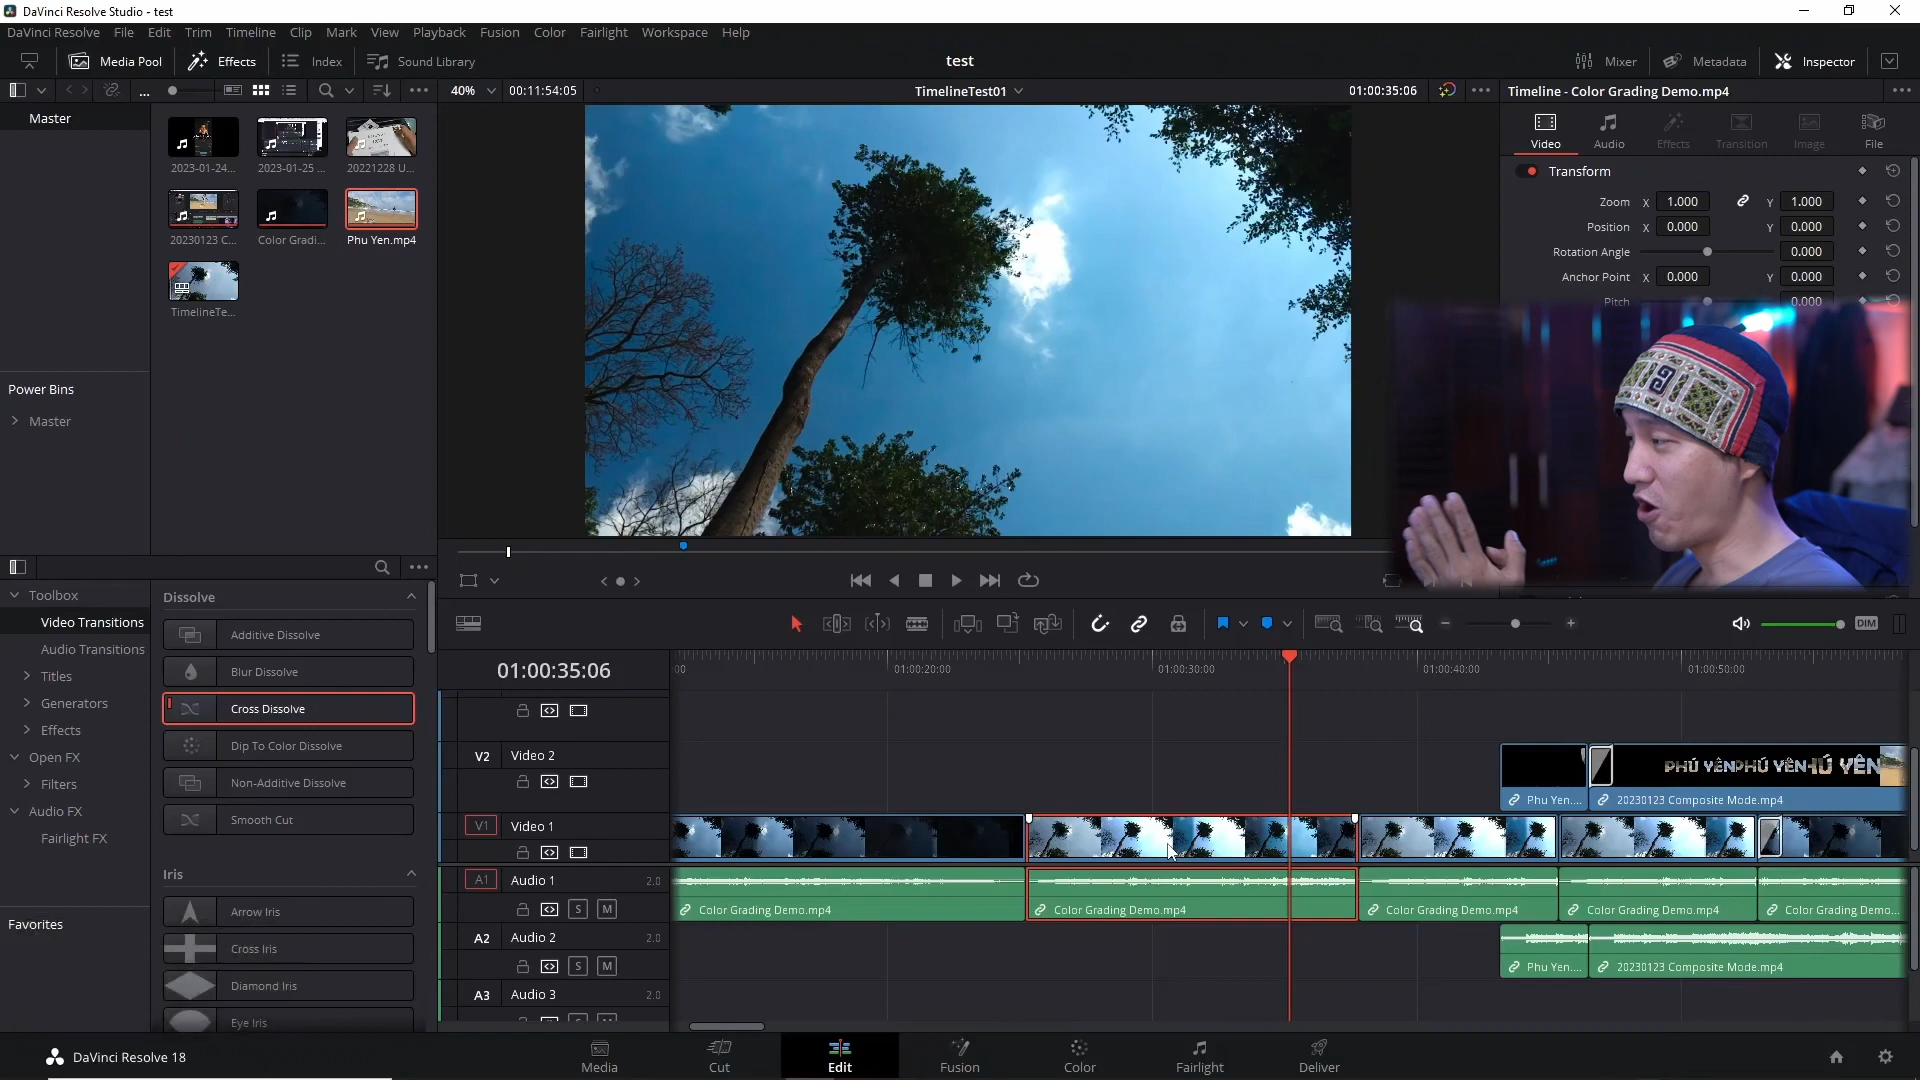 DaVinci Resolve Studio - test
DaVinci Resolve File Edit Trim Timeline Clip Mark View Playback Fusion Color Fairlight Workspace Help
Media Pool Effects Index Sound Library test Mixer Metadata Inspector
... 40% 00:11:54:05 TimelineTest01 01:00:35:06 Timeline - Color Grading Demo.mp4
Master
2023-01-24... 2023-01-25 ... 20221228 U...
20230123 C... Color Gradi... Phu Yen.mp4
TimelineTe...
Power Bins
Master
Video Audio Effects Transition Image File
Transform
Zoom X 1.000 Y 1.000
Position X 0.000 Y 0.000
Rotation Angle 0.000
Anchor Point X 0.000 Y 0.000
Pitch 0.000
Toolbox
Video Transitions
Audio Transitions
Titles
Generators
Effects
Open FX
Filters
Audio FX
Fairlight FX
Favorites
Dissolve
Additive Dissolve
Blur Dissolve
Cross Dissolve
Dip To Color Dissolve
Non-Additive Dissolve
Smooth Cut
Iris
Arrow Iris
Cross Iris
Diamond Iris
Eye Iris
DIM
01:00:35:06 :00 01:00:20:00 01:00:30:00 01:00:40:00 01:00:50:00
V2 Video 2
PHÚ YÊN PHÚ YÊN HÚ YÊN
Phu Yen.... 20230123 Composite Mode.mp4
V1 Video 1
A1 Audio 1 2.0
S M Color Grading Demo.mp4 Color Grading Demo.mp4 Color Grading Demo.mp4 Color Grading Demo.mp4 Color Grading Demo...
A2 Audio 2 2.0
S M Phu Yen.... 20230123 Composite Mode.mp4
A3 Audio 3 2.0
DaVinci Resolve 18 Media Cut Edit Fusion Color Fairlight Deliver